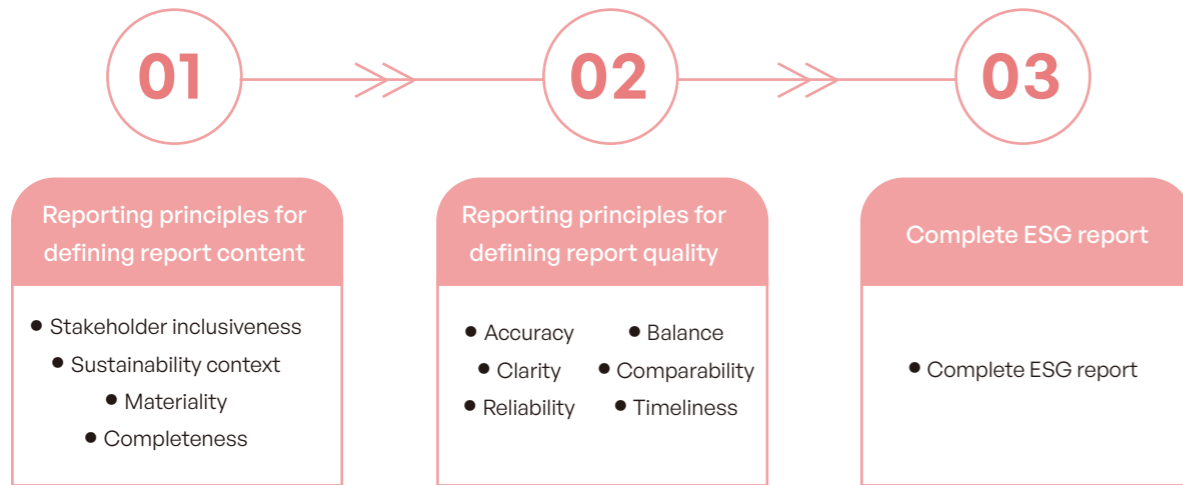 01
02
03
Reporting principles for
defining report content
• Stakeholder inclusiveness
• Sustainability context
• Materiality
• Completeness
Reporting principles for
defining report quality
• Accuracy • Balance
• Clarity • Comparability
• Reliability • Timeliness
Complete ESG report
• Complete ESG report